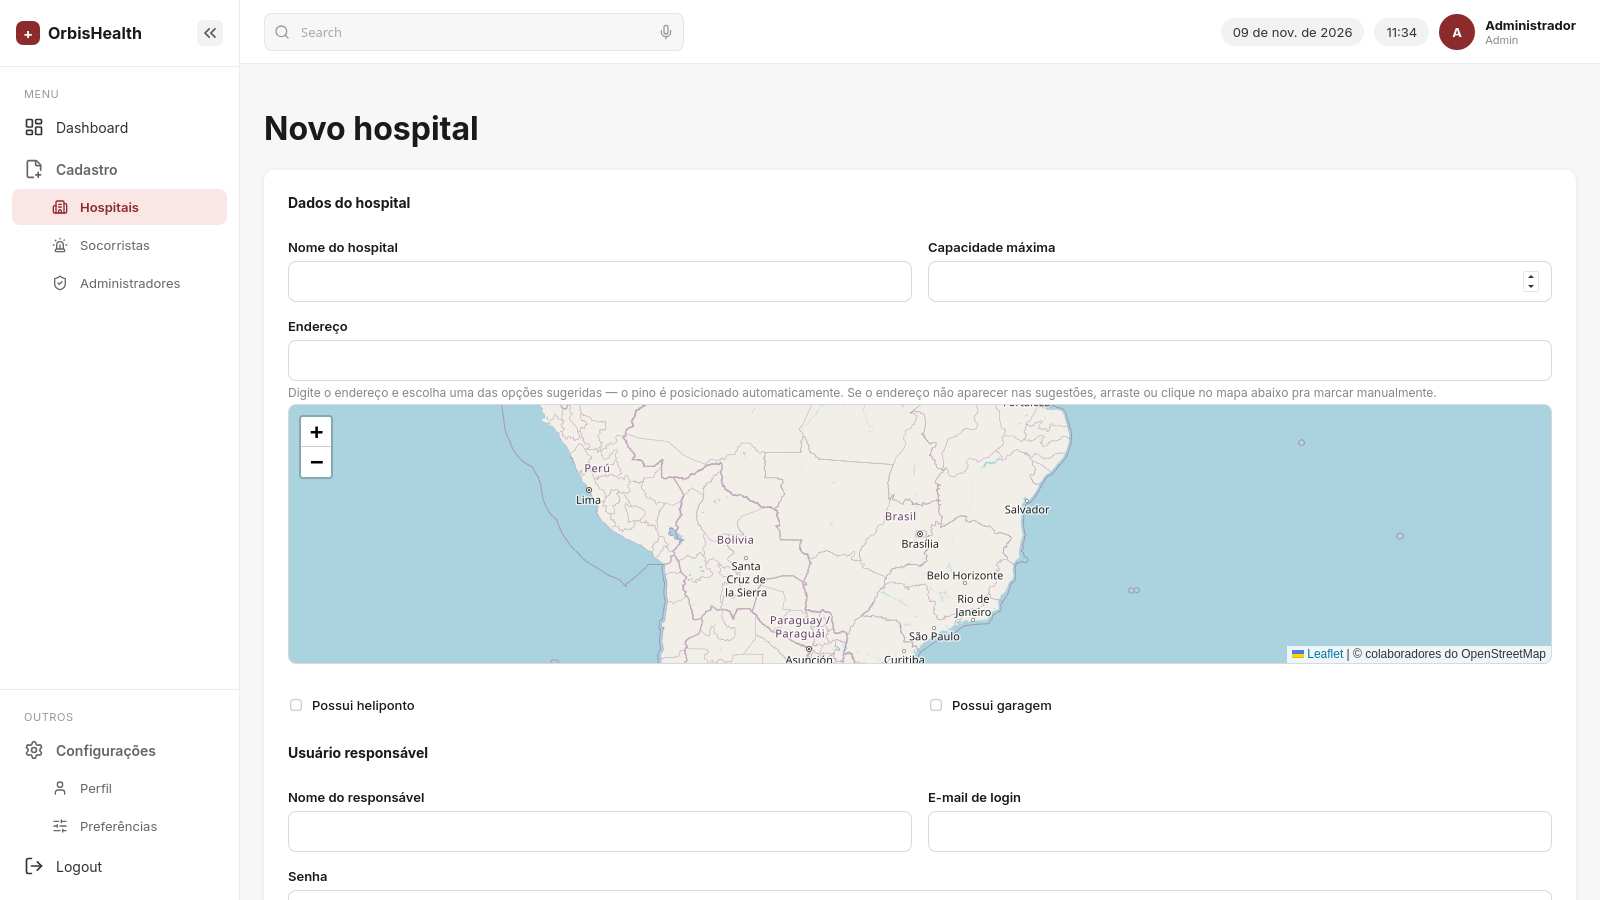 OrbisHealth
Search
09 de nov. de 2026
11:34
A
Administrador
Admin
MENU
Dashboard
Cadastro
Hospitais
Socorristas
Administradores
OUTROS
Configurações
Perfil
Preferências
Logout
Novo hospital
Dados do hospital
Nome do hospital
Capacidade máxima
Endereço
Digite o endereço e escolha uma das opções sugeridas — o pino é posicionado automaticamente. Se o endereço não aparecer nas sugestões, arraste ou clique no mapa abaixo pra marcar manualmente.
+
−
Perú
Lima
Bolivia
Santa
Cruz de
la Sierra
Paraguay /
Paraguái
Asunción
Brasil
Brasília
Salvador
Belo Horizonte
Rio de
Janeiro
São Paulo
Curitiba
Leaflet | © colaboradores do OpenStreetMap
Possui heliponto
Possui garagem
Usuário responsável
Nome do responsável
E-mail de login
Senha